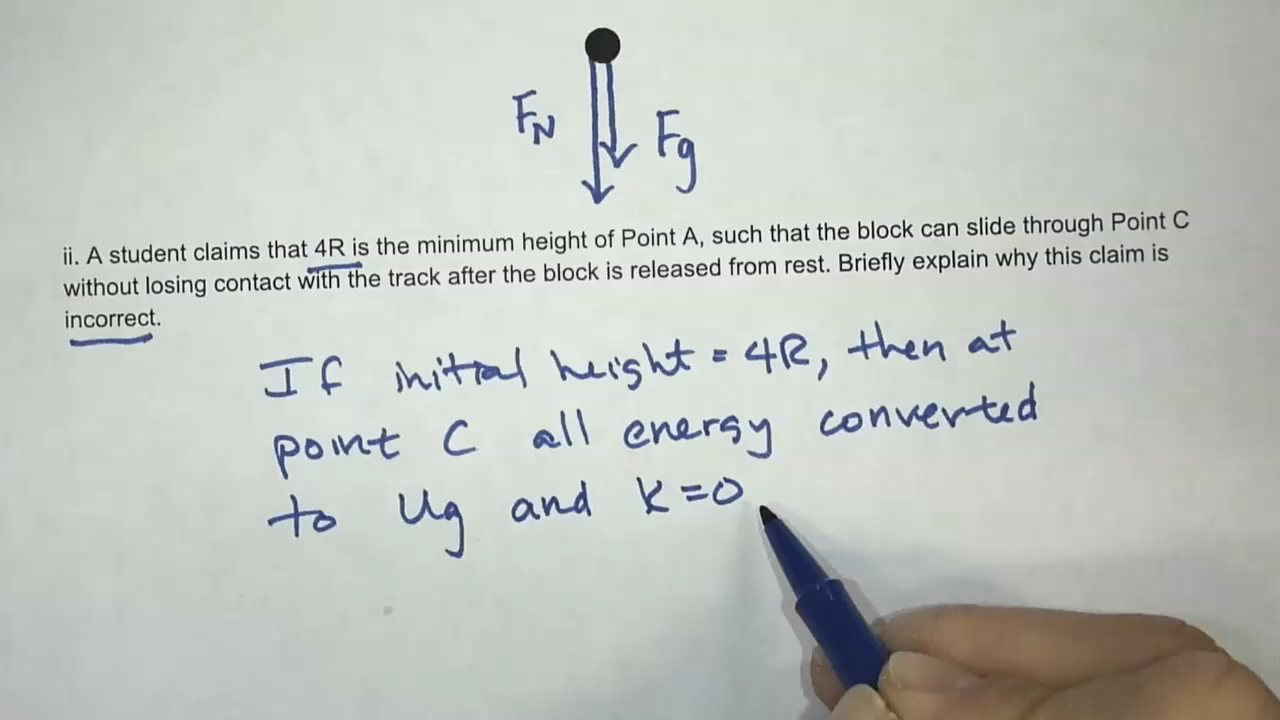 FN
Fg
ii. A student claims that 4R is the minimum height of Point A, such that the block can slide through Point C
without losing contact with the track after the block is released from rest. Briefly explain why this claim is
incorrect.
If initial height = 4R, then at
point C all energy converted
to Ug and K=0